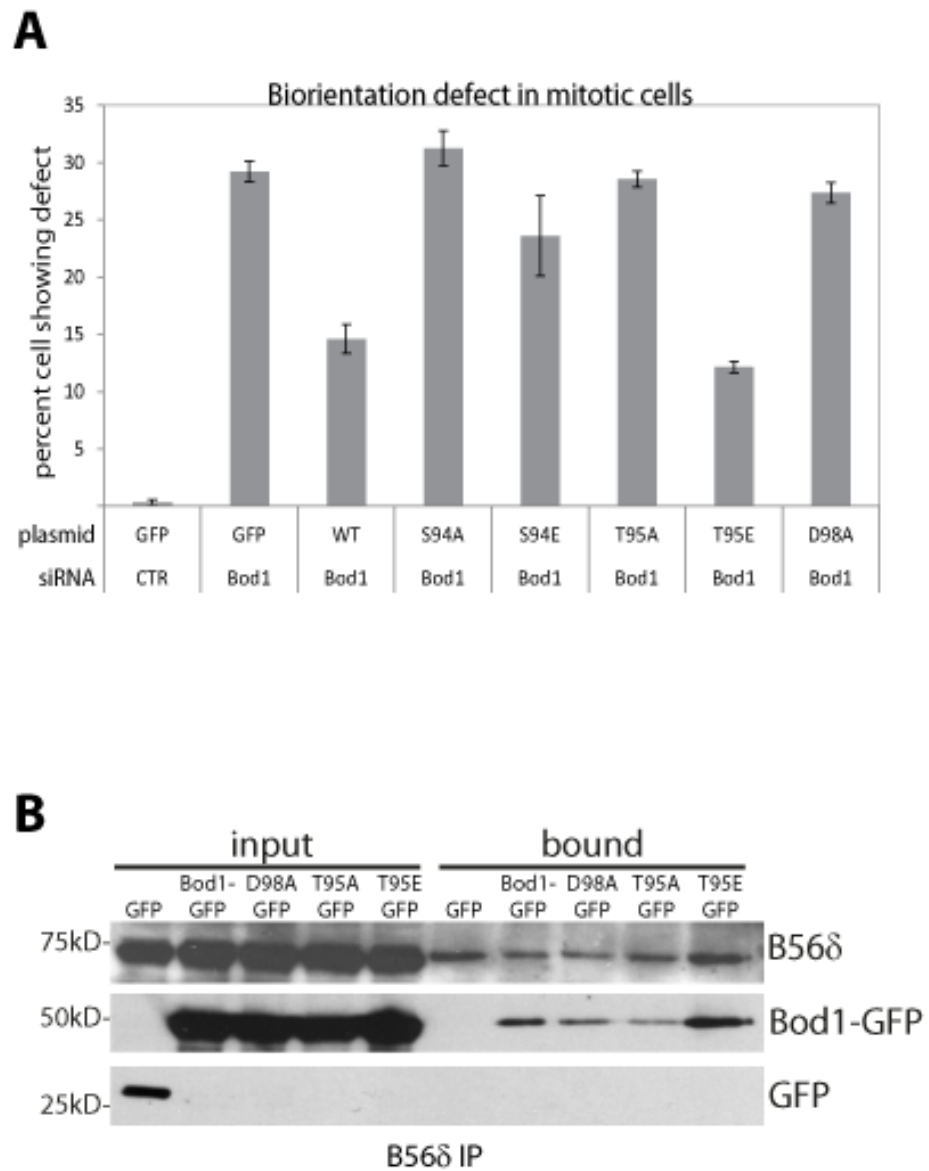 A
Biorientation defect in mitotic cells
percent cell showing defect
35
30
25
20
15
10
5
plasmid GFP GFP WT S94A S94E T95A T95E D98A
siRNA CTR Bod1 Bod1 Bod1 Bod1 Bod1 Bod1 Bod1
B
input bound
Bod1- D98A T95A T95E Bod1- D98A T95A T95E
GFP GFP GFP GFP GFP GFP GFP GFP GFP GFP
75kD- B56δ
50kD- Bod1-GFP
25kD- GFP
B56δ IP